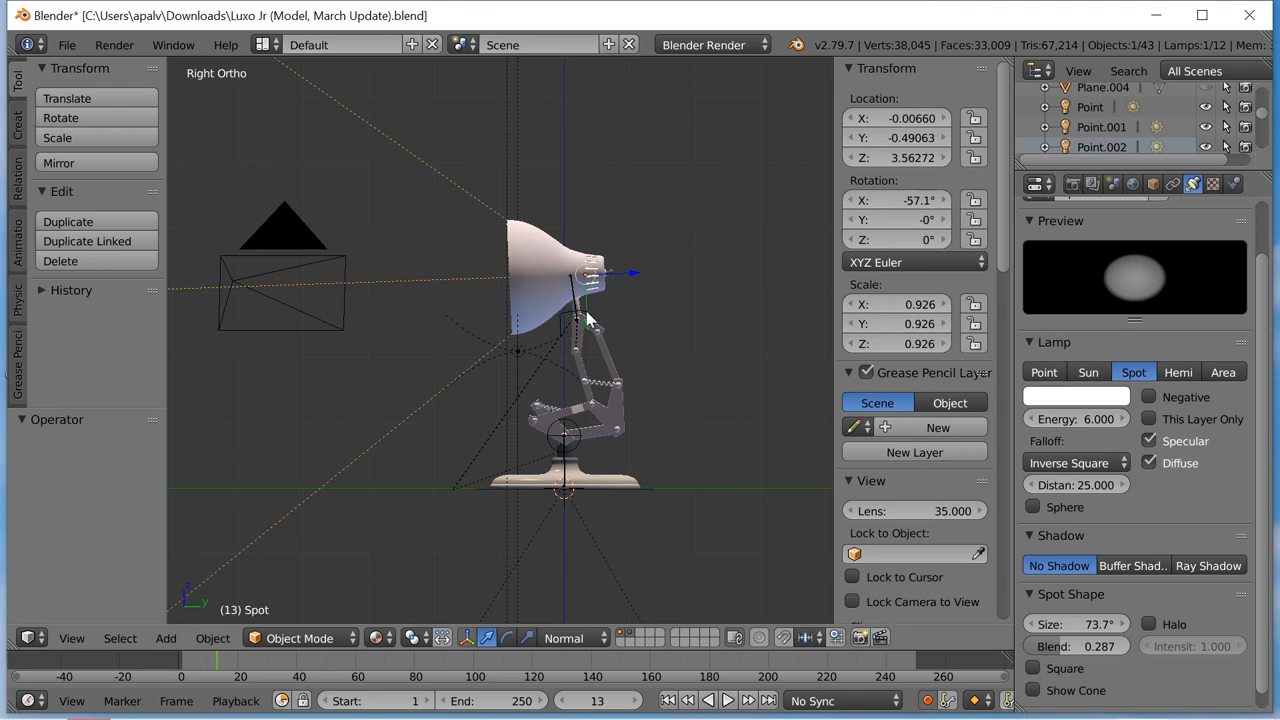 Blender* [C:\Users\apalv\Downloads\Luxo Jr (Model, March Update).blend]
File Render Window Help Default Scene Blender Render v2.79.7 | Verts:38,045 | Faces:33,009 | Tris:67,214 | Objects:1/43 | Lamps:1/12 | Mem:
Tool
Creat
Relation
Animatio
Physic
Grease Penci
Transform
Translate
Rotate
Scale
Mirror
Edit
Duplicate
Duplicate Linked
Delete
History
Operator
Right Ortho
z
y
(13) Spot
Transform
Location:
X: -0.00660
Y: -0.49063
Z: 3.56272
Rotation:
X: -57.1°
Y: -0°
Z: 0°
XYZ Euler
Scale:
X: 0.926
Y: 0.926
Z: 0.926
Grease Pencil Layer
Scene Object
New
New Layer
View
Lens: 35.000
Lock to Object:
Lock to Cursor
Lock Camera to View
View Search All Scenes
Plane.004
Point
Point.001
Point.002
Preview
Lamp
Point Sun Spot Hemi Area
Negative
Energy: 6.000 This Layer Only
Falloff: Specular
Inverse Square Diffuse
Distan: 25.000
Sphere
Shadow
No Shadow Buffer Shad.. Ray Shadow
Spot Shape
Size: 73.7° Halo
Blend: 0.287 Intensit: 1.000
Square
Show Cone
View Select Add Object Object Mode Normal
-40 -20 0 20 40 60 80 100 120 140 160 180 200 220 240 260
View Marker Frame Playback Start: 1 End: 250 13 No Sync